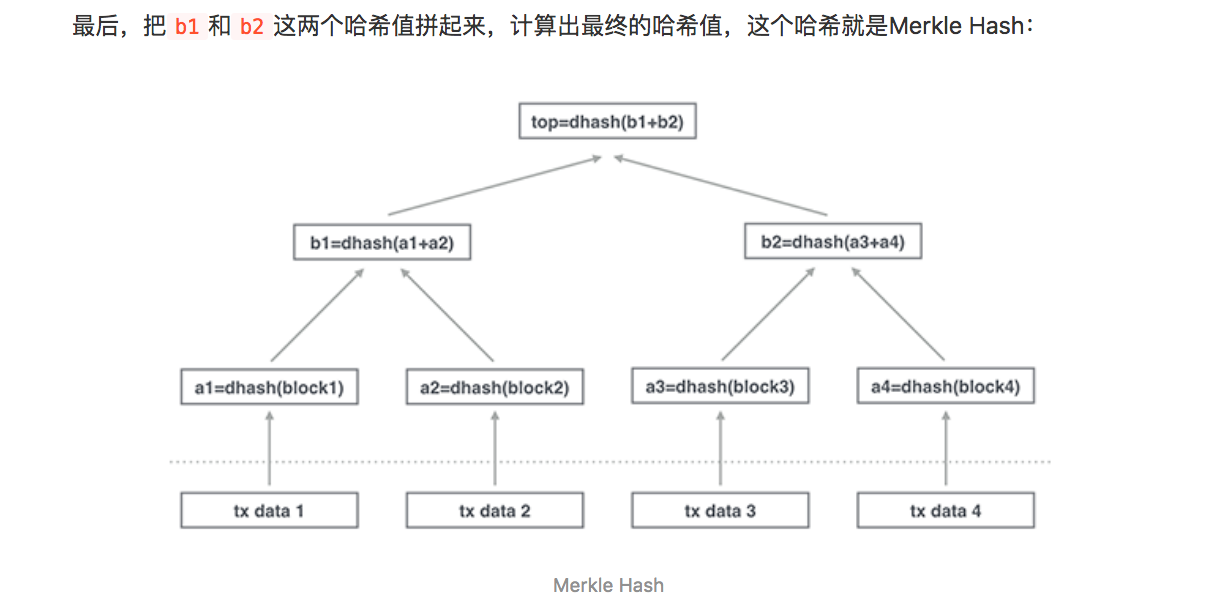 最后，把 b1 和 b2 这两个哈希值拼起来，计算出最终的哈希值，这个哈希就是Merkle Hash：
top=dhash(b1+b2)
b1=dhash(a1+a2)
b2=dhash(a3+a4)
a1=dhash(block1)
a2=dhash(block2)
a3=dhash(block3)
a4=dhash(block4)
tx data 1
tx data 2
tx data 3
tx data 4
Merkle Hash